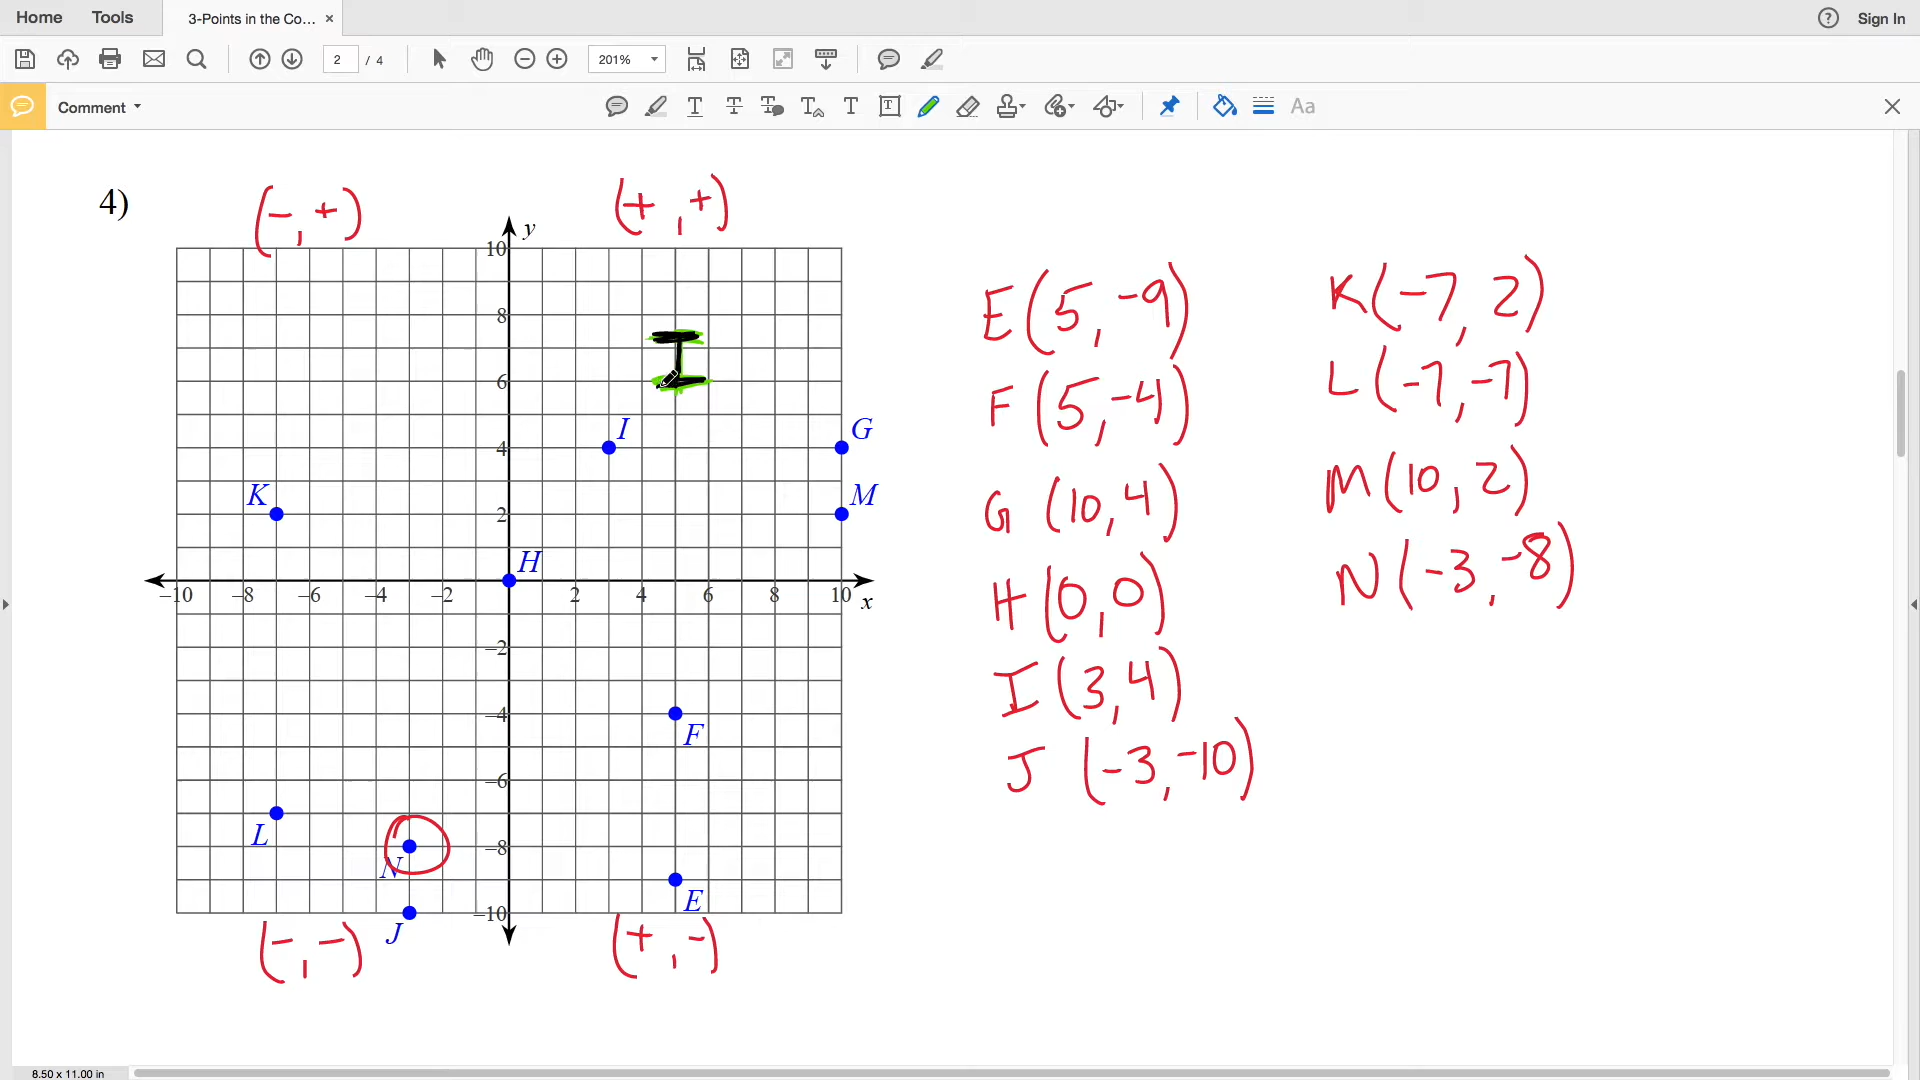 Home Tools 3-Points in the Co... × ? Sign In
2 / 4 201%
Comment Aa
4)
(-, +) (+, +)
y
10
8
I
6
I G
4
K M
2
H
-10 -8 -6 -4 -2 2 4 6 8 10 x
-2
-4
F
-6
L
-8
N
E
-10
J
(-, -) (+, -)
E (5, -9)
F (5, -4)
G (10, 4)
H (0, 0)
I (3, 4)
J (-3, -10)
K (-7, 2)
L (-7, -7)
M (10, 2)
N (-3, -8)
8.50 x 11.00 in